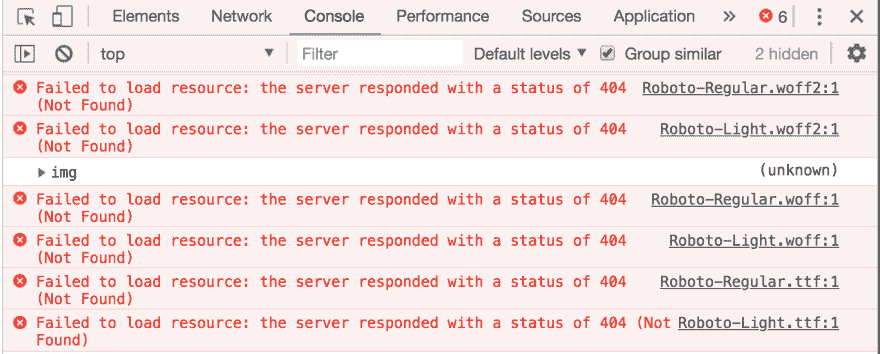 Elements Network Console Performance Sources Application » 6
top Filter Default levels Group similar 2 hidden
Failed to load resource: the server responded with a status of 404 Roboto-Regular.woff2:1
(Not Found)
Failed to load resource: the server responded with a status of 404 Roboto-Light.woff2:1
(Not Found)
img (unknown)
Failed to load resource: the server responded with a status of 404 Roboto-Regular.woff:1
(Not Found)
Failed to load resource: the server responded with a status of 404 Roboto-Light.woff:1
(Not Found)
Failed to load resource: the server responded with a status of 404 Roboto-Regular.ttf:1
(Not Found)
Failed to load resource: the server responded with a status of 404 (Not Roboto-Light.ttf:1
Found)